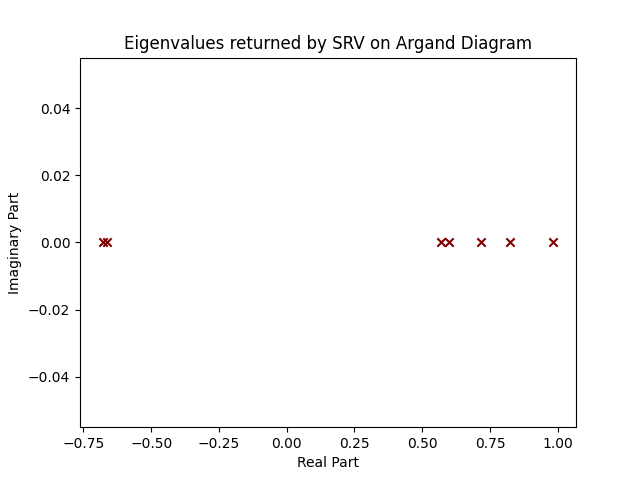 Eigenvalues returned by SRV on Argand Diagram
0.04
0.02
0.00
−0.02
−0.04
Imaginary Part
−0.75 −0.50 −0.25 0.00 0.25 0.50 0.75 1.00
Real Part